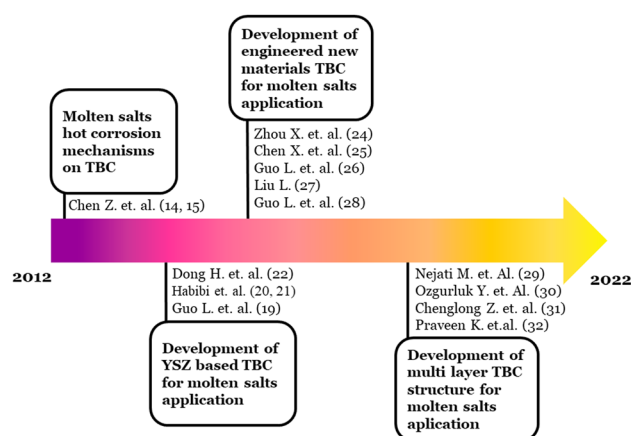 Development of
engineered new
materials TBC
for molten salts
application
Molten salts
hot corrosion
mechanisms
on TBC
Zhou X. et. al. (24)
Chen X. et. al. (25)
Guo L. et. al. (26)
Liu L. (27)
Guo L. et. al. (28)
Chen Z. et. al. (14, 15)
2012
2022
Dong H. et. al. (22)
Habibi et. al. (20, 21)
Guo L. et. al. (19)
Development of
YSZ based TBC
for molten salts
application
Nejati M. et. Al. (29)
Ozgurluk Y. et. Al. (30)
Chenglong Z. et. al. (31)
Praveen K. et.al. (32)
Development of
multi layer TBC
structure for
molten salts
aplication